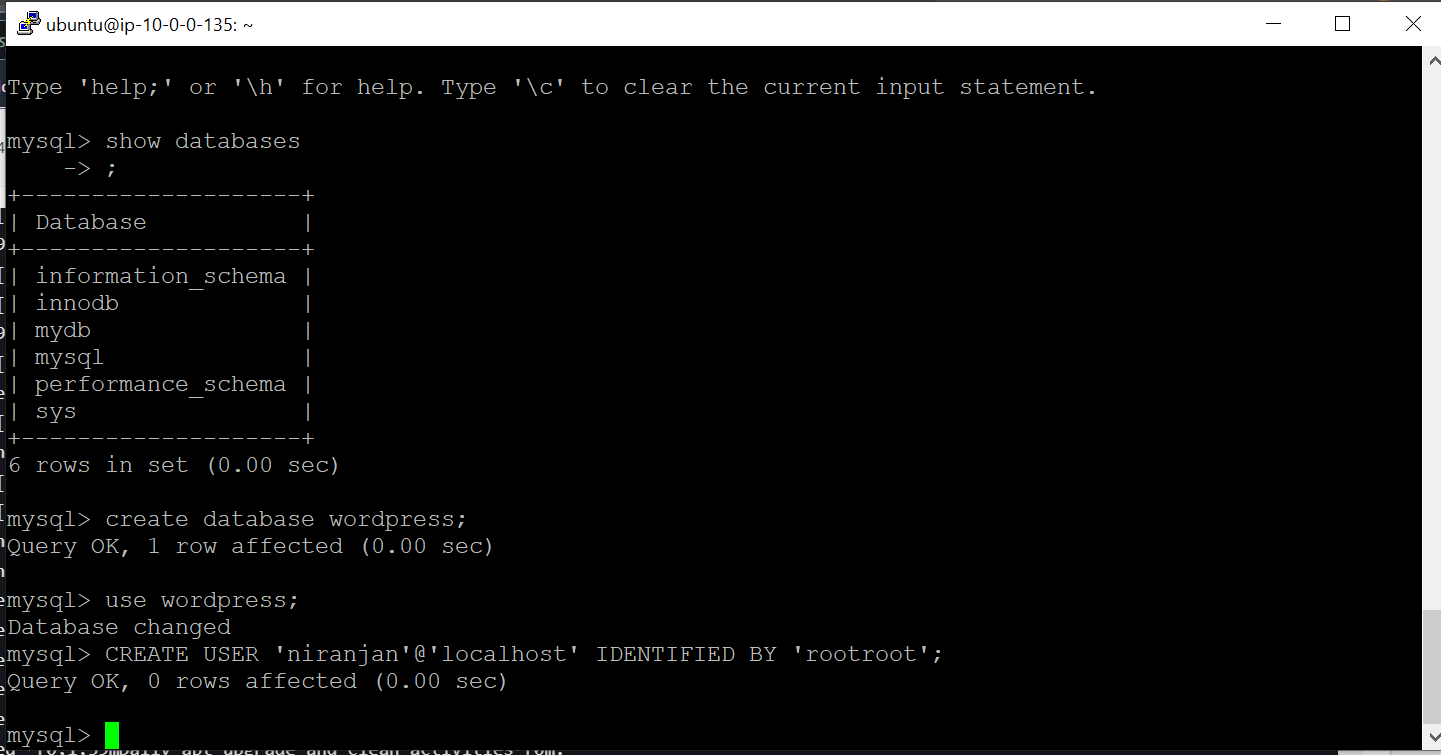 ubuntu@ip-10-0-0-135: ~
Type 'help;' or '\h' for help. Type '\c' to clear the current input statement.
mysql> show databases
    -> ;
+--------------------+
| Database           |
+--------------------+
| information_schema |
| innodb             |
| mydb               |
| mysql              |
| performance_schema |
| sys                |
+--------------------+
6 rows in set (0.00 sec)
mysql> create database wordpress;
Query OK, 1 row affected (0.00 sec)
mysql> use wordpress;
Database changed
mysql> CREATE USER 'niranjan'@'localhost' IDENTIFIED BY 'rootroot';
Query OK, 0 rows affected (0.00 sec)
mysql>